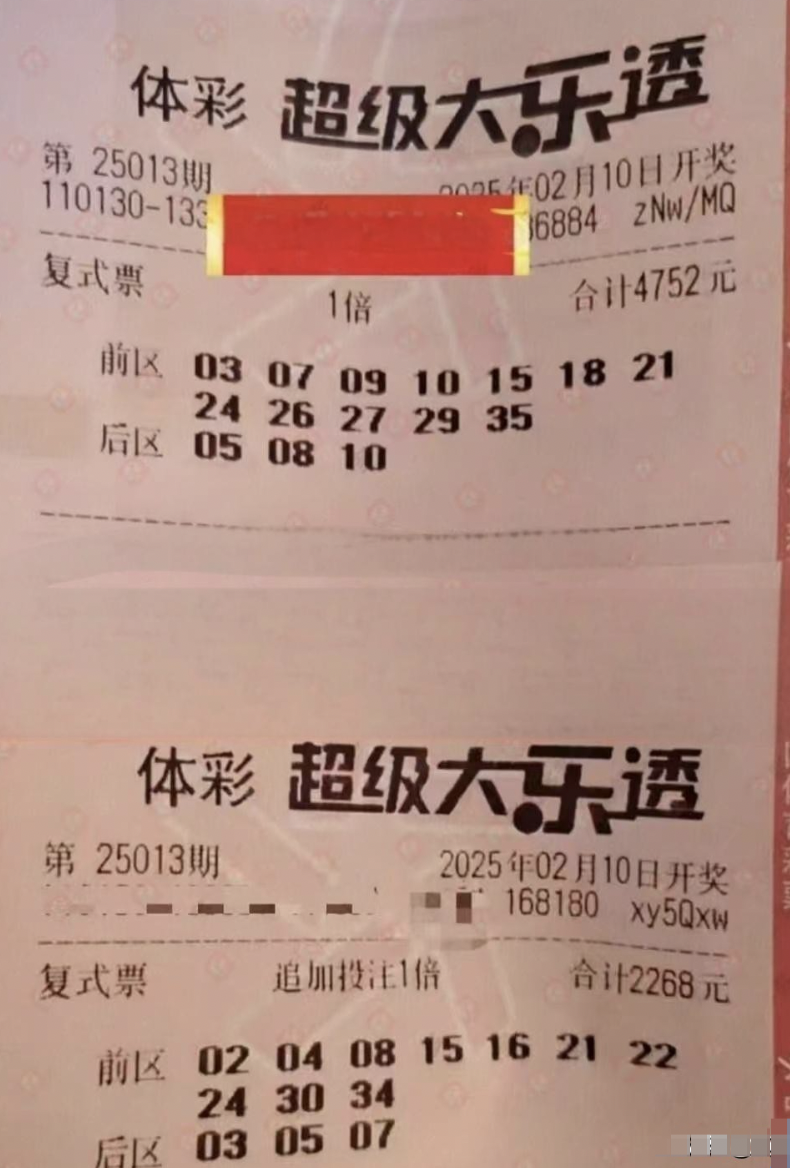 体彩 超级大乐透
第 25013期 2025年02月10日开奖
110130-133 36884 zNw/MQ
复式票 1倍 合计4752元
前区 03 07 09 10 15 18 21
24 26 27 29 35
后区 05 08 10
体彩 超级大乐透
第 25013期 2025年02月10日开奖
168180 xy5Qxw
复式票 追加投注1倍 合计2268元
前区 02 04 08 15 16 21 22
24 30 34
后区 03 05 07